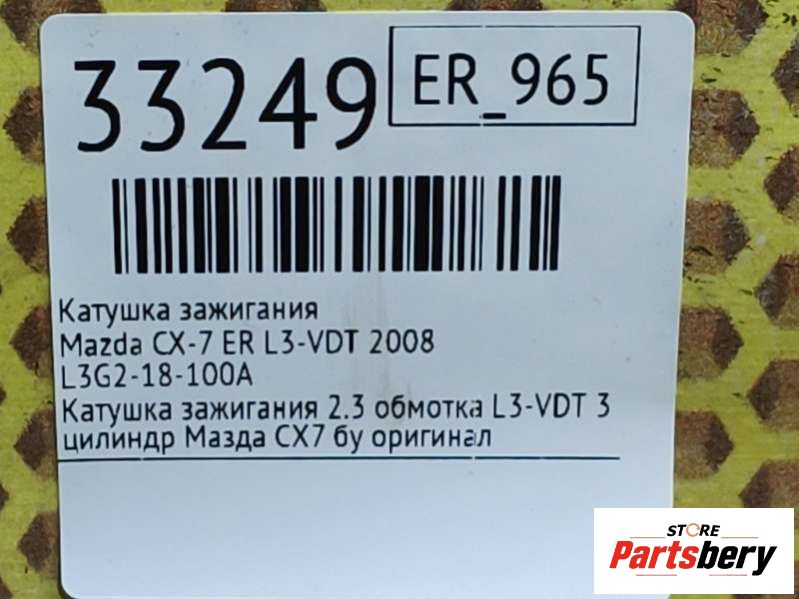 33249
ER_965
Катушка зажигания
Mazda CX-7 ER L3-VDT 2008
L3G2-18-100A
Катушка зажигания 2.3 обмотка L3-VDT 3
цилиндр Мазда CX7 бу оригинал
STORE
Partsbery